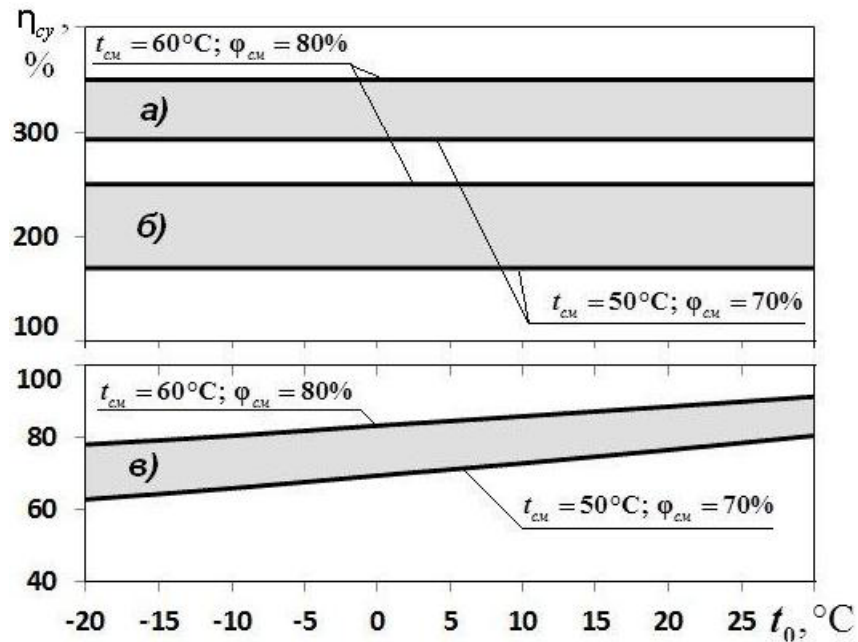 η_су, %
t_см = 60°C; φ_см = 80%
а)
300
б)
200
t_см = 50°C; φ_см = 70%
100
100
t_см = 60°C; φ_см = 80%
80
в)
t_см = 50°C; φ_см = 70%
60
40
-20 -15 -10 -5 0 5 10 15 20 25 t_0, °C